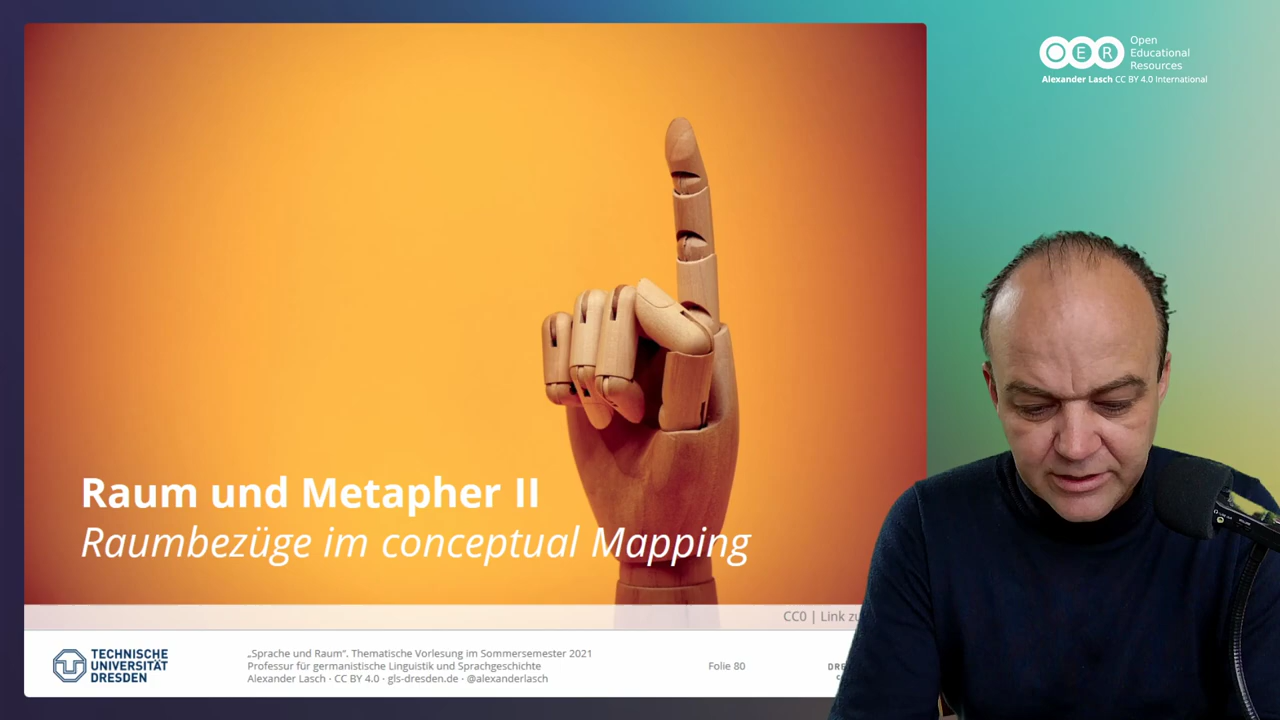 OER
Open
Educational
Resources
Alexander Lasch CC BY 4.0 International
Raum und Metapher II
Raumbezüge im conceptual Mapping
CC0 | Link
TECHNISCHE
UNIVERSITÄT
DRESDEN
„Sprache und Raum“. Thematische Vorlesung im Sommersemester 2021
Professur für germanistische Linguistik und Sprachgeschichte
Alexander Lasch · CC BY 4.0 · gls-dresden.de · @alexanderlasch
Folie 80